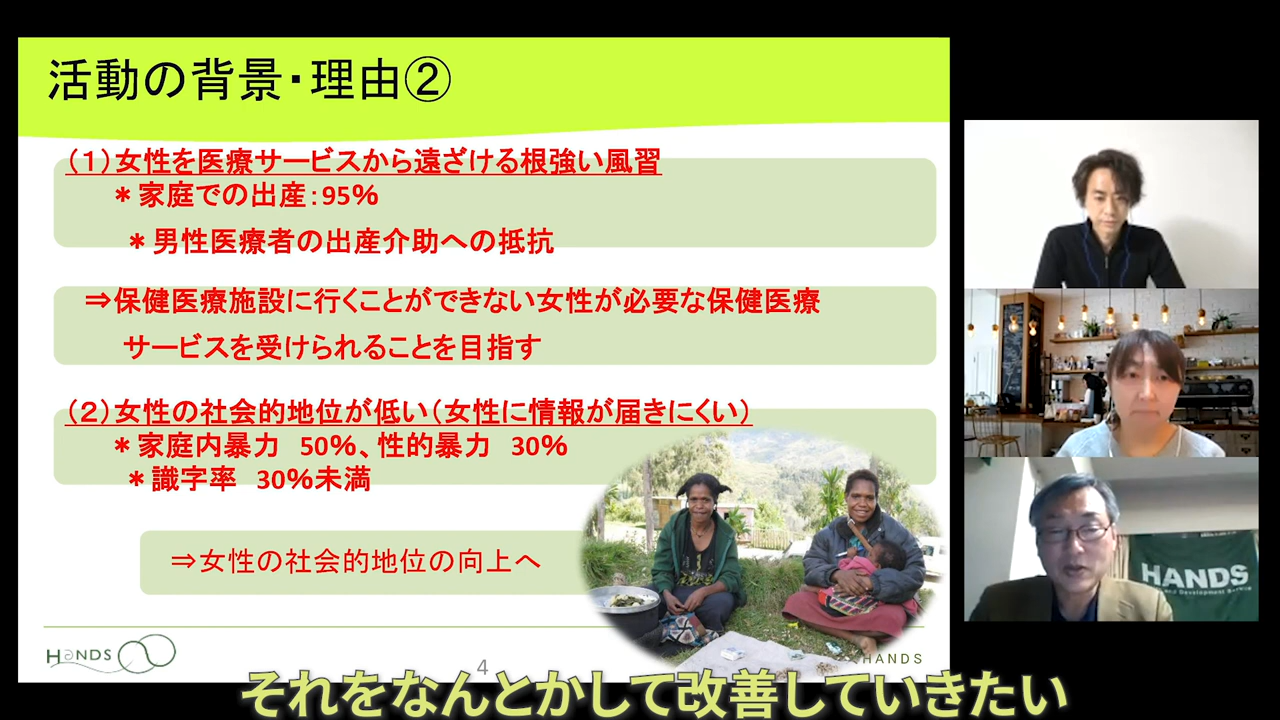 活動の背景・理由②
（１）女性を医療サービスから遠ざける根強い風習
＊家庭での出産：95％
＊男性医療者の出産介助への抵抗
⇒保健医療施設に行くことができない女性が必要な保健医療
サービスを受けられることを目指す
（２）女性の社会的地位が低い（女性に情報が届きにくい）
＊家庭内暴力　50％、性的暴力　30％
＊識字率　30％未満
⇒女性の社会的地位の向上へ
HANDS
4
HANDS
それをなんとかして改善していきたい
HANDS